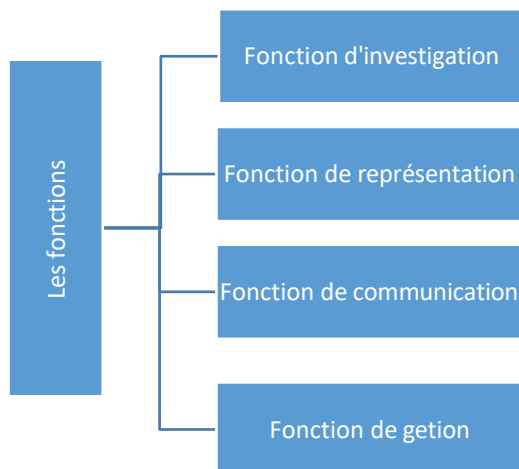 Les fonctions
Fonction d'investigation
Fonction de représentation
Fonction de communication
Fonction de getion